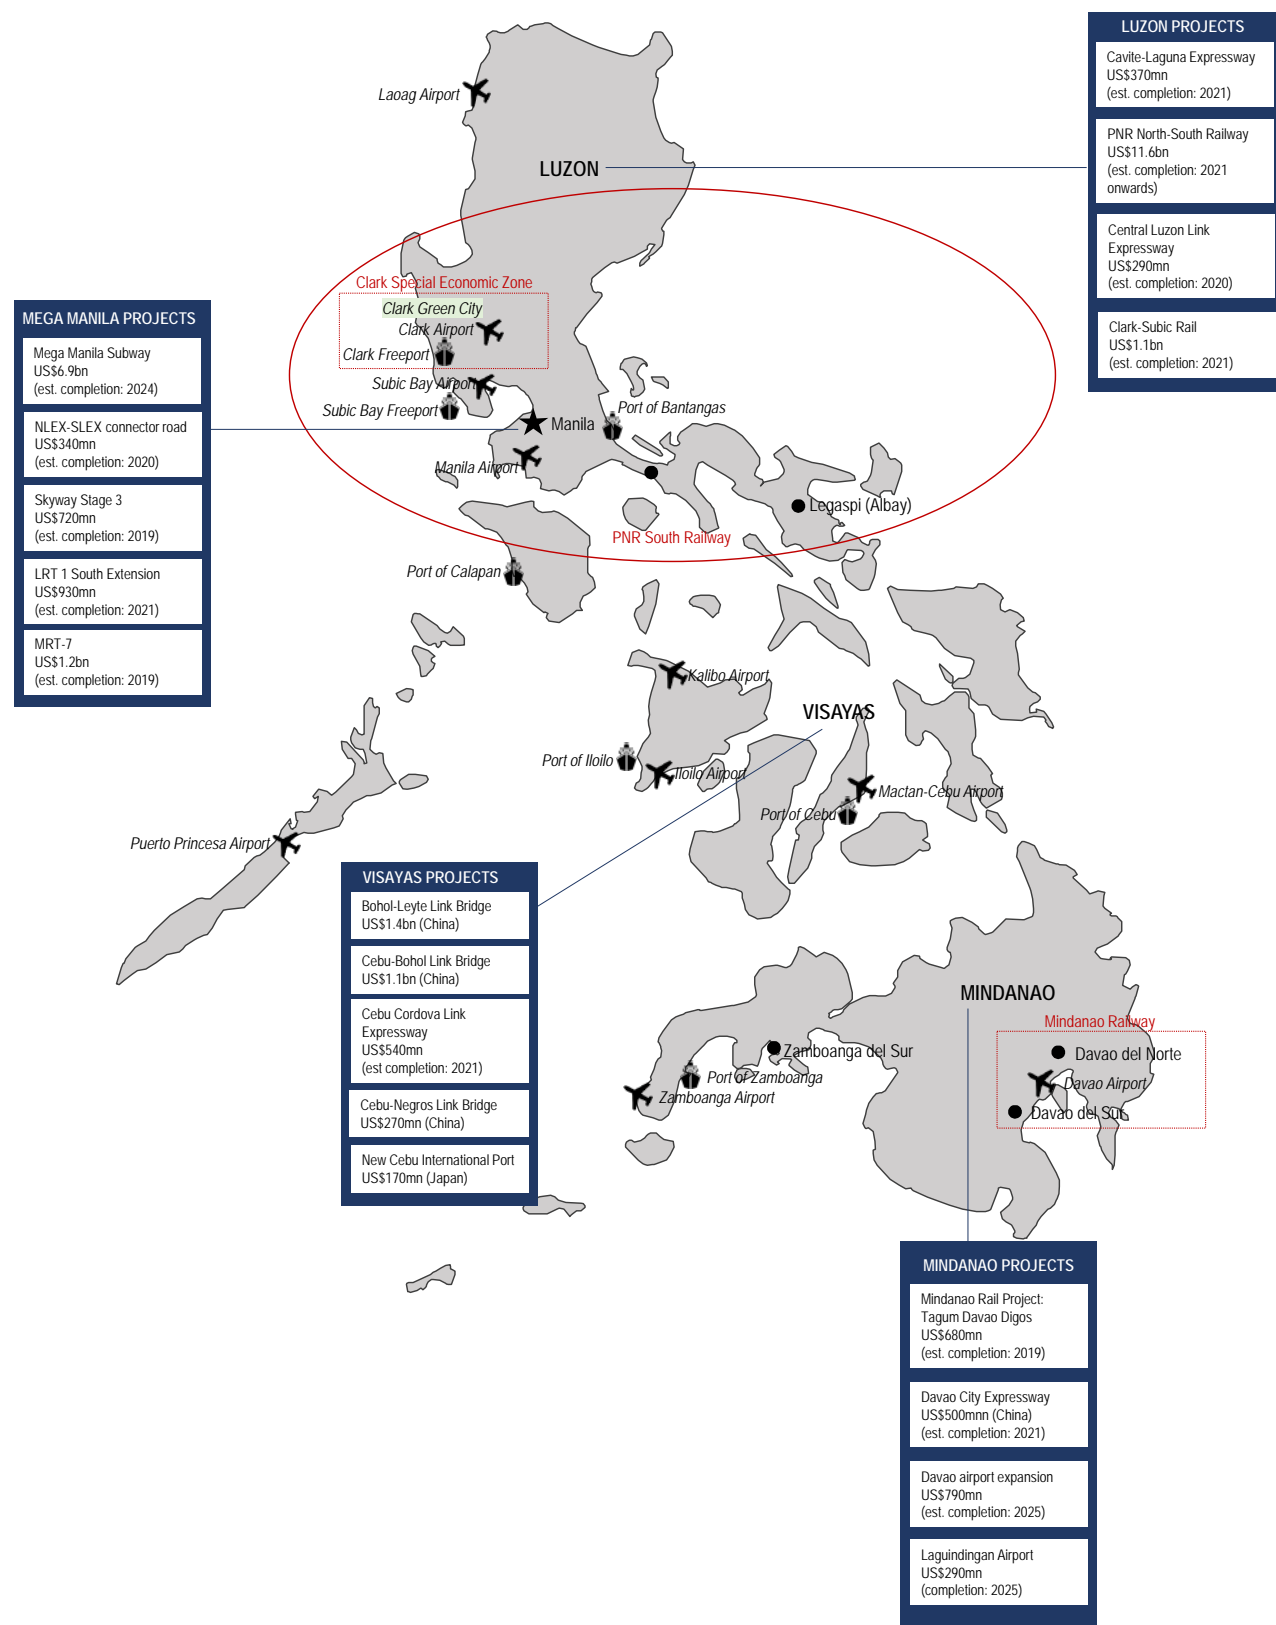 LUZON PROJECTS
Cavite-Laguna Expressway
US$370mn
(est. completion: 2021)
PNR North-South Railway
US$11.6bn
(est. completion: 2021
onwards)
Central Luzon Link
Expressway
US$290mn
(est. completion: 2020)
Clark-Subic Rail
US$1.1bn
(est. completion: 2021)
Laoag Airport
LUZON
Clark Special Economic Zone
Clark Green City
Clark Airport
Clark Freeport
Subic Bay Airport
Subic Bay Freeport
Port of Bantangas
Manila
Manila Airport
Legaspi (Albay)
PNR South Railway
Port of Calapan
MEGA MANILA PROJECTS
Mega Manila Subway
US$6.9bn
(est. completion: 2024)
NLEX-SLEX connector road
US$340mn
(est. completion: 2020)
Skyway Stage 3
US$720mn
(est. completion: 2019)
LRT 1 South Extension
US$930mn
(est. completion: 2021)
MRT-7
US$1.2bn
(est. completion: 2019)
Kalibo Airport
VISAYAS
Port of Iloilo
Iloilo Airport
Mactan-Cebu Airport
Port of Cebu
Puerto Princesa Airport
VISAYAS PROJECTS
Bohol-Leyte Link Bridge
US$1.4bn (China)
Cebu-Bohol Link Bridge
US$1.1bn (China)
Cebu Cordova Link
Expressway
US$540mn
(est completion: 2021)
Cebu-Negros Link Bridge
US$270mn (China)
New Cebu International Port
US$170mn (Japan)
MINDANAO
Mindanao Railway
Zamboanga del Sur
Davao del Norte
Port of Zamboanga
Davao Airport
Zamboanga Airport
Davao del Sur
MINDANAO PROJECTS
Mindanao Rail Project:
Tagum Davao Digos
US$680mn
(est. completion: 2019)
Davao City Expressway
US$500mnn (China)
(est. completion: 2021)
Davao airport expansion
US$790mn
(est. completion: 2025)
Laguindingan Airport
US$290mn
(completion: 2025)